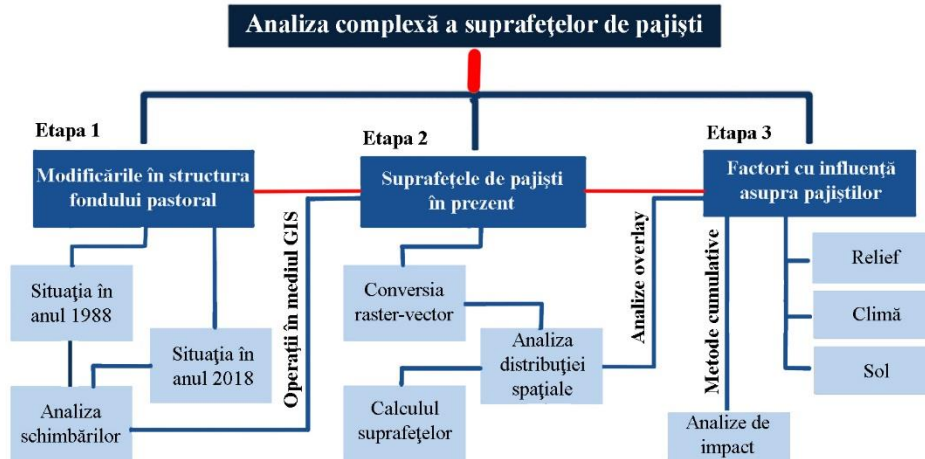 Analiza complexă a suprafeţelor de pajişti
Etapa 1
Modificările în structura
fondului pastoral
Situaţia în
anul 1988
Situaţia în
anul 2018
Analiza
schimbărilor
Operaţii în mediul GIS
Etapa 2
Suprafeţele de pajişti
în prezent
Conversia
raster-vector
Analiza
distribuţiei
spaţiale
Calculul
suprafeţelor
Analize overlay
Etapa 3
Factori cu influenţă
asupra pajiştilor
Metode cumulative
Relief
Climă
Sol
Analize de
impact